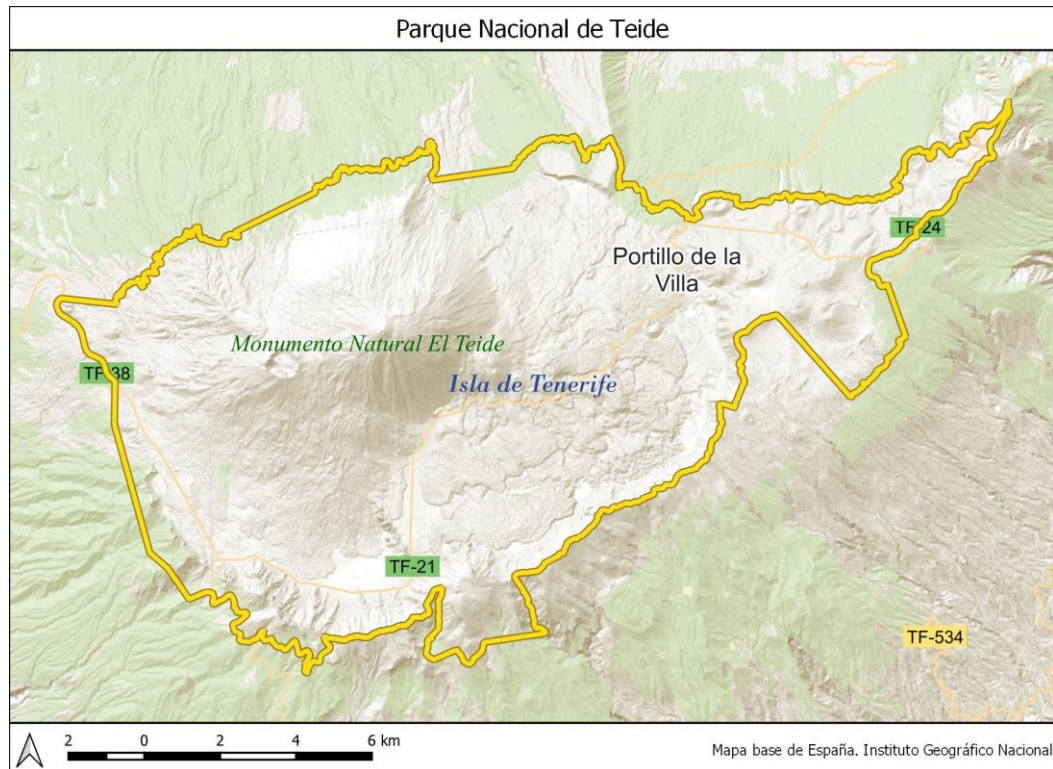 Parque Nacional de Teide
TF-24
Portillo de la
Villa
Monumento Natural El Teide
TF-38
Isla de Tenerife
TF-21
TF-534
2 0 2 4 6 km
Mapa base de España. Instituto Geográfico Nacional